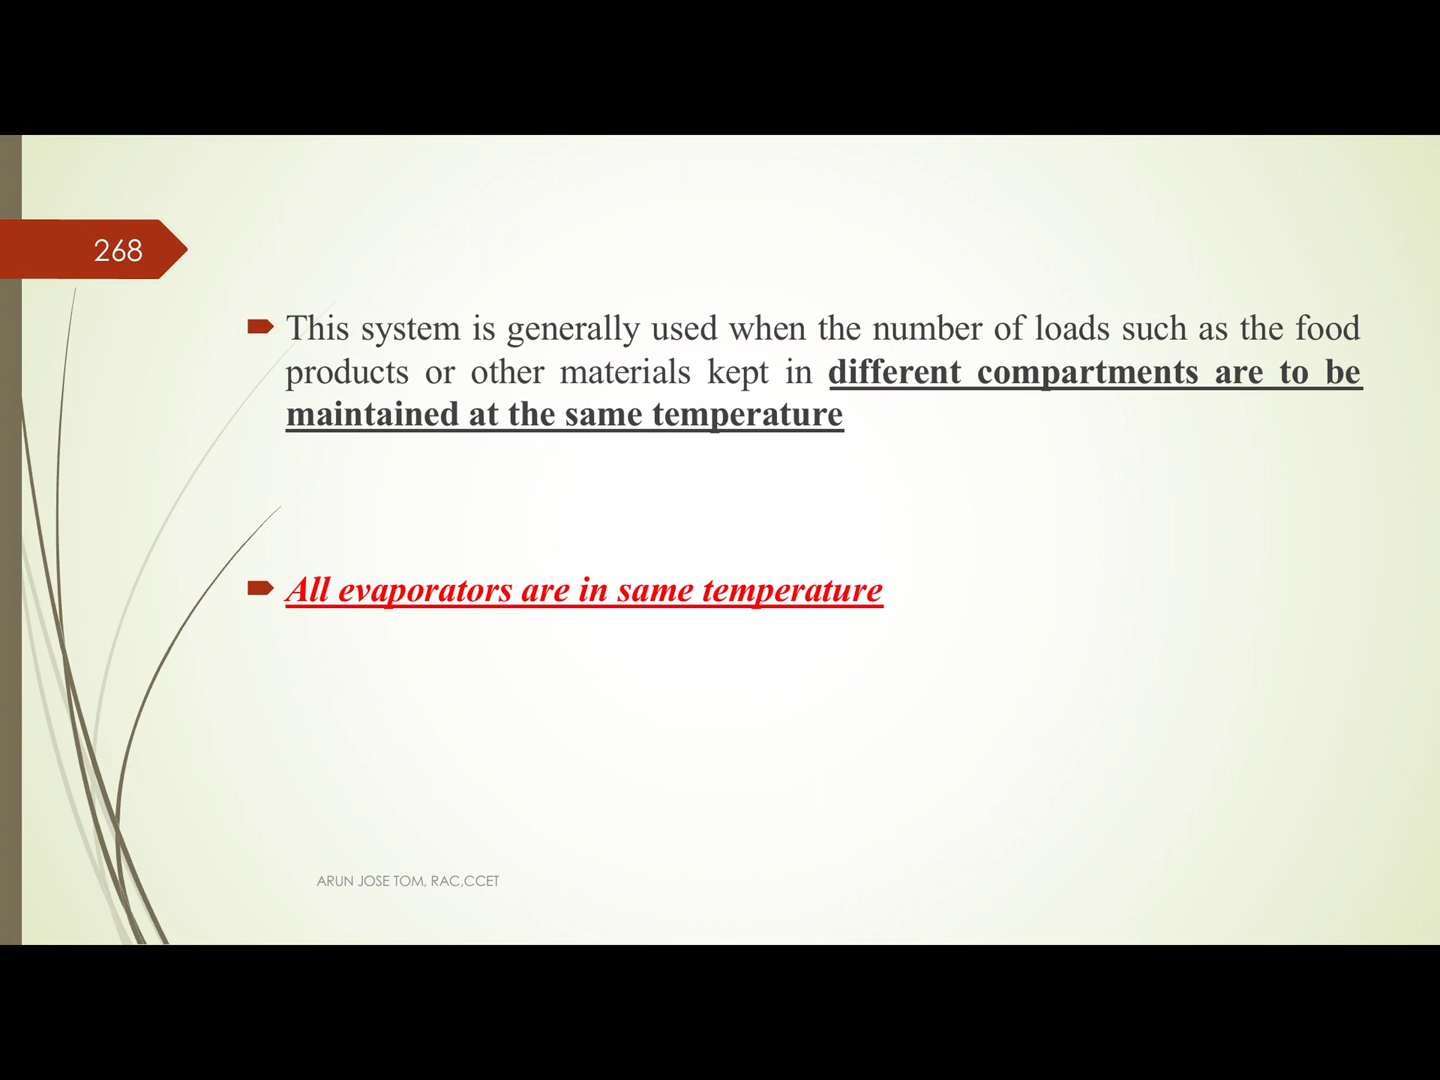 268
This system is generally used when the number of loads such as the food
products or other materials kept in different compartments are to be
maintained at the same temperature
All evaporators are in same temperature
ARUN JOSE TOM, RAC,CCET